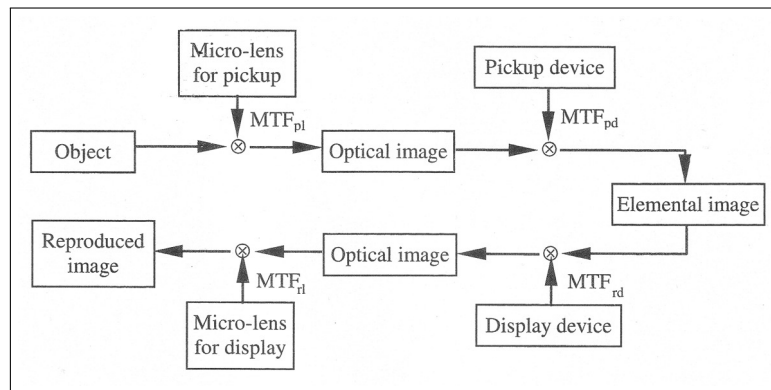 Micro-lens
for pickup
Pickup device
MTFpl
MTFpd
Object
Optical image
Elemental image
Reproduced
image
Optical image
MTFrl
MTFrd
Micro-lens
for display
Display device